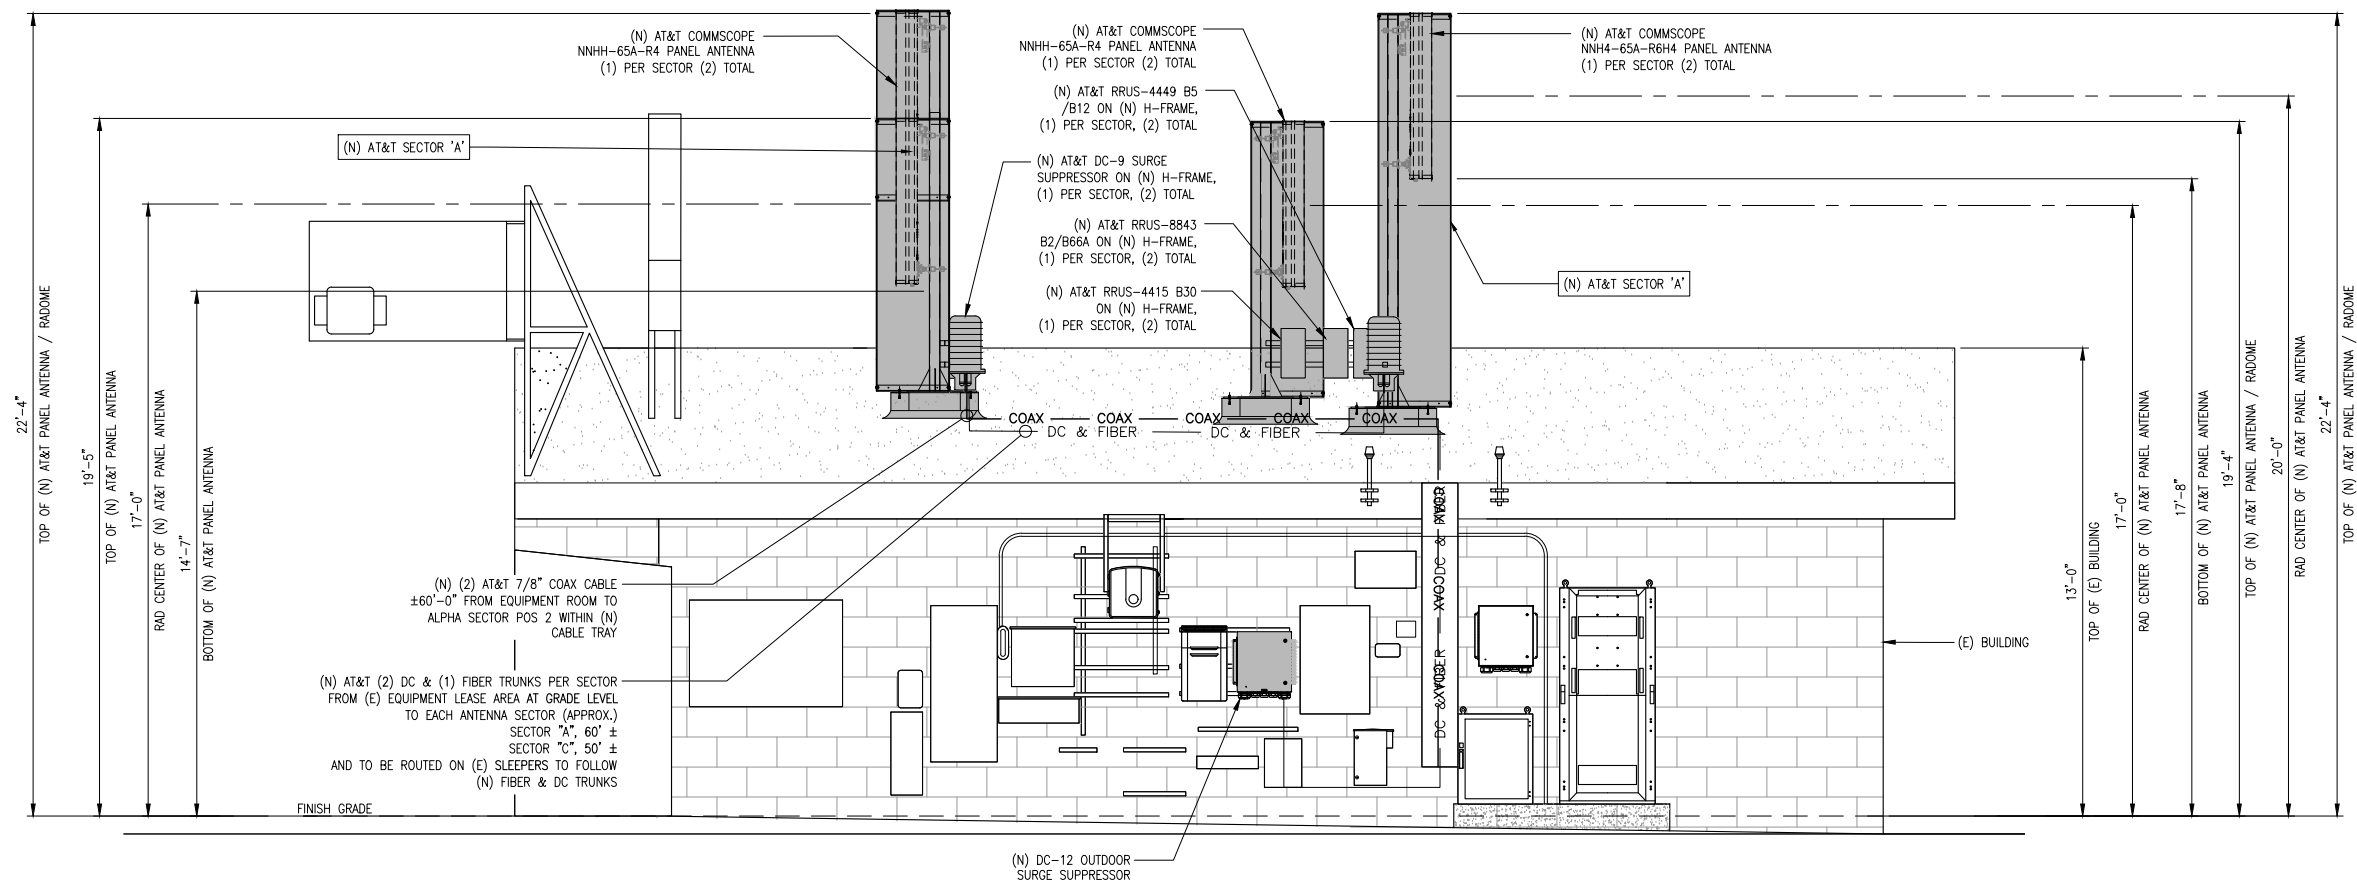 (N) AT&T COMMSCOPE
NNHH-65A-R4 PANEL ANTENNA
(1) PER SECTOR (2) TOTAL
(N) AT&T COMMSCOPE
NNHH-65A-R4 PANEL ANTENNA
(1) PER SECTOR (2) TOTAL
(N) AT&T COMMSCOPE
NNH4-65A-R6H4 PANEL ANTENNA
(1) PER SECTOR (2) TOTAL
(N) AT&T RRUS-4449 B5
/B12 ON (N) H-FRAME,
(1) PER SECTOR, (2) TOTAL
(N) AT&T SECTOR 'A'
(N) AT&T DC-9 SURGE
SUPPRESSOR ON (N) H-FRAME,
(1) PER SECTOR, (2) TOTAL
(N) AT&T RRUS-8843
B2/B66A ON (N) H-FRAME,
(1) PER SECTOR, (2) TOTAL
(N) AT&T SECTOR 'A'
(N) AT&T RRUS-4415 B30
ON (N) H-FRAME,
(1) PER SECTOR, (2) TOTAL
22'-4"
TOP OF (N) AT&T PANEL ANTENNA / RADOME
19'-5"
TOP OF (N) AT&T PANEL ANTENNA
17'-0"
RAD CENTER OF (N) AT&T PANEL ANTENNA
14'-7"
BOTTOM OF (N) AT&T PANEL ANTENNA
COAX COAX COAX COAX COAX
DC & FIBER DC & FIBER
COAX
COAX
COAX
DC & FIBER
DC & FIBER
(N) (2) AT&T 7/8" COAX CABLE
±60'-0" FROM EQUIPMENT ROOM TO
ALPHA SECTOR POS 2 WITHIN (N)
CABLE TRAY
(N) AT&T (2) DC & (1) FIBER TRUNKS PER SECTOR
FROM (E) EQUIPMENT LEASE AREA AT GRADE LEVEL
TO EACH ANTENNA SECTOR (APPROX.)
SECTOR "A", 60' ±
SECTOR "C", 50' ±
AND TO BE ROUTED ON (E) SLEEPERS TO FOLLOW
(N) FIBER & DC TRUNKS
FINISH GRADE
(N) DC-12 OUTDOOR
SURGE SUPPRESSOR
(E) BUILDING
13'-0"
TOP OF (E) BUILDING
17'-0"
RAD CENTER OF (N) AT&T PANEL ANTENNA
17'-8"
BOTTOM OF (N) AT&T PANEL ANTENNA
19'-4"
TOP OF (N) AT&T PANEL ANTENNA / RADOME
20'-0"
RAD CENTER OF (N) AT&T PANEL ANTENNA
22'-4"
TOP OF (N) AT&T PANEL ANTENNA / RADOME